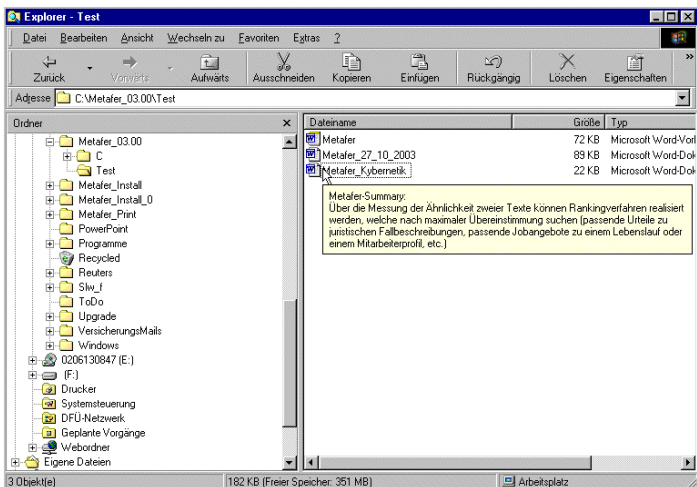 Explorer - Test
Datei Bearbeiten Ansicht Wechseln zu Favoriten Extras ?
Zurück Vorwärts Aufwärts Ausschneiden Kopieren Einfügen Rückgängig Löschen Eigenschaften »
Adresse C:\Metafer_03.00\Test
Ordner
Metafer_03.00
C
Test
Metafer_Install
Metafer_Install_0
Metafer_Print
PowerPoint
Programme
Recycled
Reuters
Slw_f
ToDo
Upgrade
VersicherungsMails
Windows
0206130847 (E:)
(F:)
Drucker
Systemsteuerung
DFÜ-Netzwerk
Geplante Vorgänge
Webordner
Eigene Dateien
Dateiname Größe Typ
Metafer 72 KB Microsoft Word-Vorl
Metafer_27_10_2003 89 KB Microsoft Word-Dok
Metafer_Kybernetik 22 KB Microsoft Word-Dok
Metafer-Summary:
Über die Messung der Ähnlichkeit zweier Texte können Rankingverfahren realisiert
werden, welche nach maximaler Übereinstimmung suchen (passende Urteile zu
juristischen Fallbeschreibungen, passende Jobangebote zu einem Lebenslauf oder
einem Mitarbeiterprofil, etc.)
3 Objekt(e) 182 KB (Freier Speicher: 351 MB) Arbeitsplatz